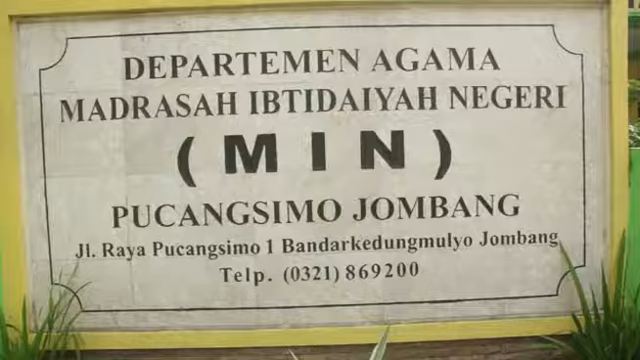 DEPARTEMEN AGAMA
MADRASAH IBTIDAIYAH NEGERI
( M I N )
PUCANGSIMO JOMBANG
Jl. Raya Pucangsimo 1 Bandarkedungmulyo Jombang
Telp. (0321) 869200